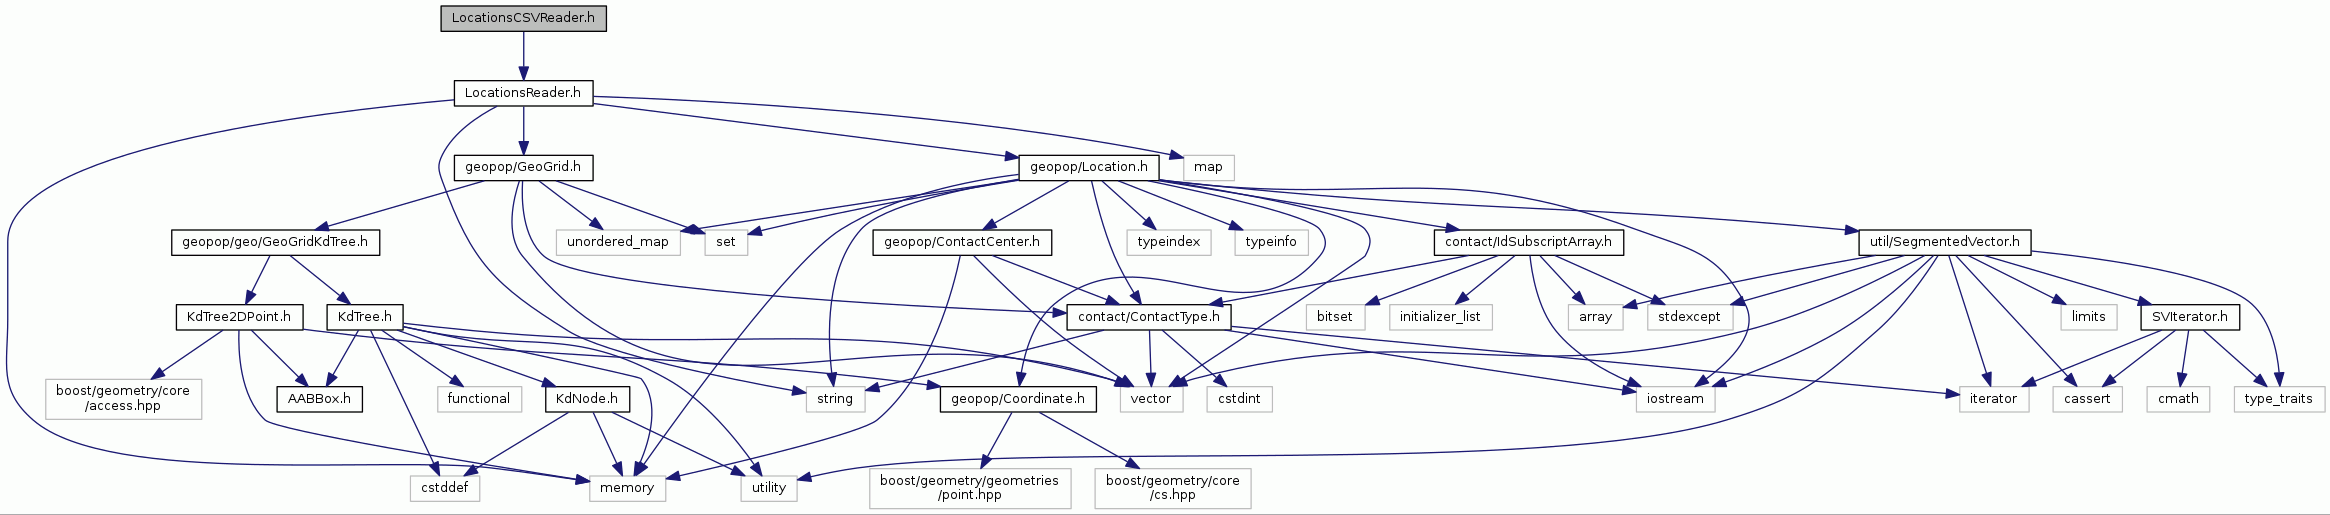 LocationsCSVReader.h
LocationsReader.h
geopop/GeoGrid.h
geopop/Location.h
map
geopop/geo/GeoGridKdTree.h
unordered_map
set
geopop/ContactCenter.h
typeindex
typeinfo
contact/IdSubscriptArray.h
util/SegmentedVector.h
KdTree2DPoint.h
KdTree.h
contact/ContactType.h
bitset
initializer_list
array
stdexcept
limits
SVIterator.h
boost/geometry/core
/access.hpp
AABBox.h
functional
KdNode.h
string
geopop/Coordinate.h
vector
cstdint
iostream
iterator
cassert
cmath
type_traits
cstddef
memory
utility
boost/geometry/geometries
/point.hpp
boost/geometry/core
/cs.hpp